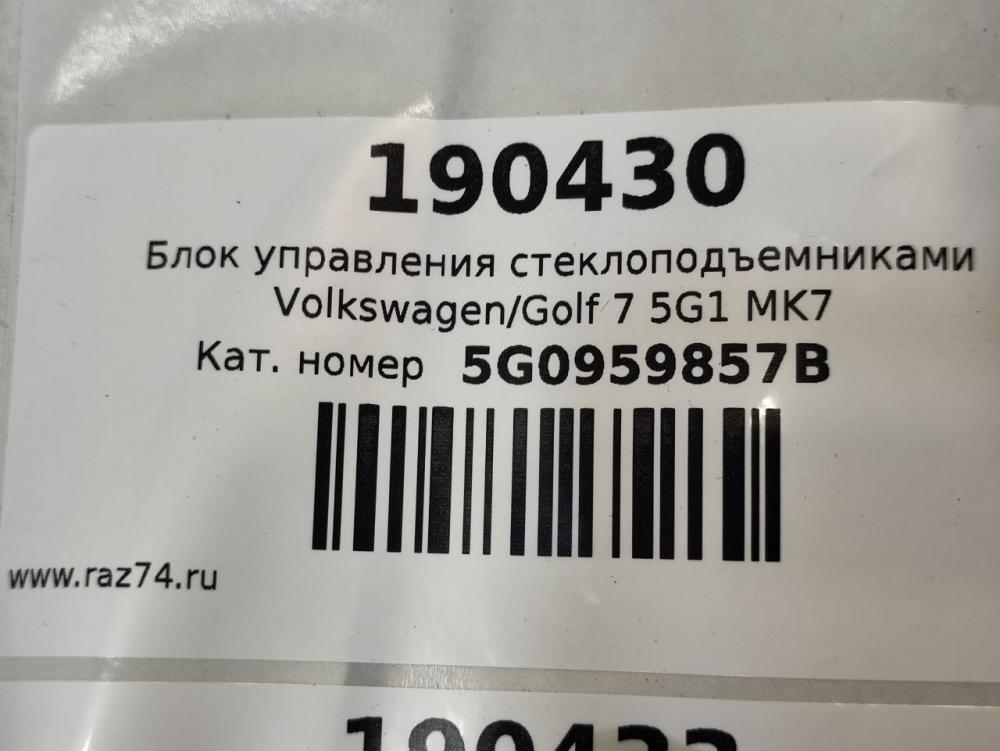 190430
Блок управления стеклоподъемниками
Volkswagen/Golf 7 5G1 MK7
Кат. номер 5G0959857B
www.raz74.ru